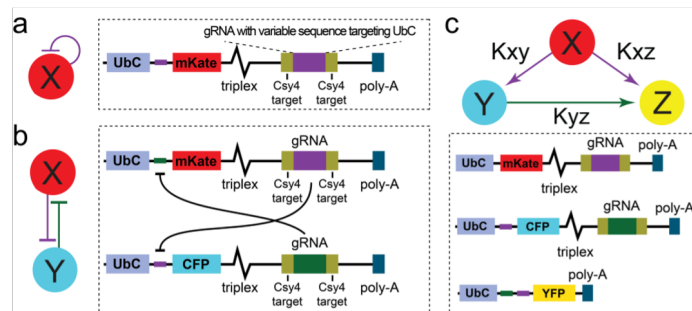 a
X
gRNA with variable sequence targeting UbC
UbC
mKate
triplex
Csy4
target
Csy4
target
poly-A
b
X
Y
gRNA
UbC
mKate
triplex
Csy4
target
Csy4
target
poly-A
gRNA
UbC
CFP
triplex
Csy4
target
Csy4
target
poly-A
c
X
Kxy
Kxz
Y
Z
Kyz
gRNA
poly-A
UbC
mKate
triplex
gRNA
poly-A
UbC
CFP
triplex
poly-A
UbC
YFP